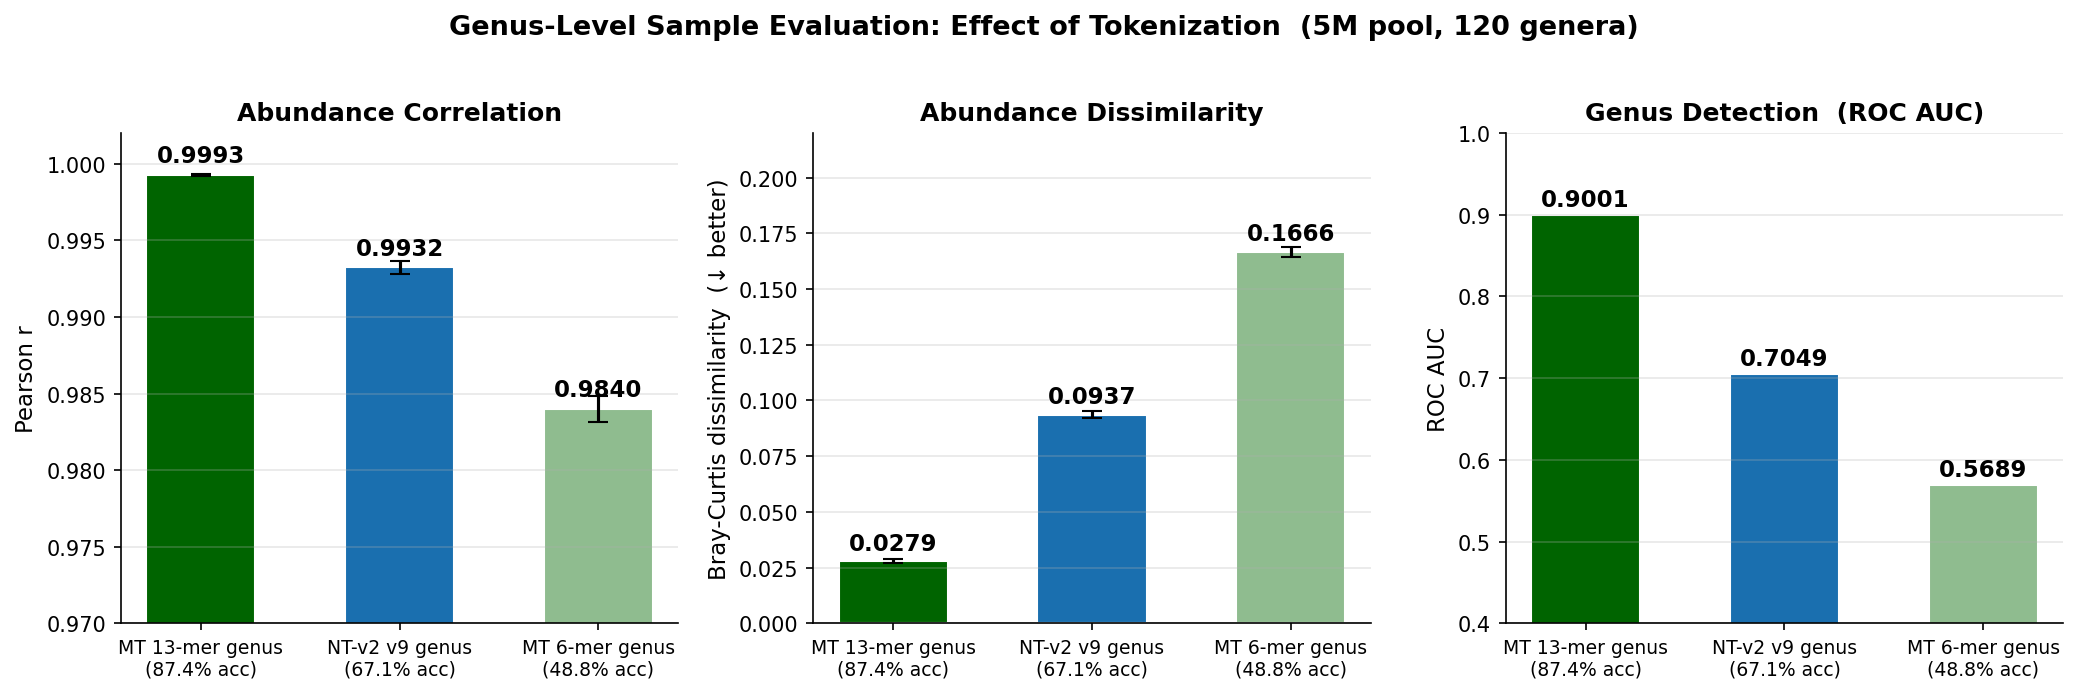 Genus-Level Sample Evaluation: Effect of Tokenization (5M pool, 120 genera)
Abundance Correlation
Pearson r
1.000
0.995
0.990
0.985
0.980
0.975
0.970
0.9993
0.9932
0.9840
MT 13-mer genus
(87.4% acc)
NT-v2 v9 genus
(67.1% acc)
MT 6-mer genus
(48.8% acc)
Abundance Dissimilarity
Bray-Curtis dissimilarity (↓ better)
0.200
0.175
0.150
0.125
0.100
0.075
0.050
0.025
0.000
0.0279
0.0937
0.1666
MT 13-mer genus
(87.4% acc)
NT-v2 v9 genus
(67.1% acc)
MT 6-mer genus
(48.8% acc)
Genus Detection (ROC AUC)
ROC AUC
1.0
0.9
0.8
0.7
0.6
0.5
0.4
0.9001
0.7049
0.5689
MT 13-mer genus
(87.4% acc)
NT-v2 v9 genus
(67.1% acc)
MT 6-mer genus
(48.8% acc)